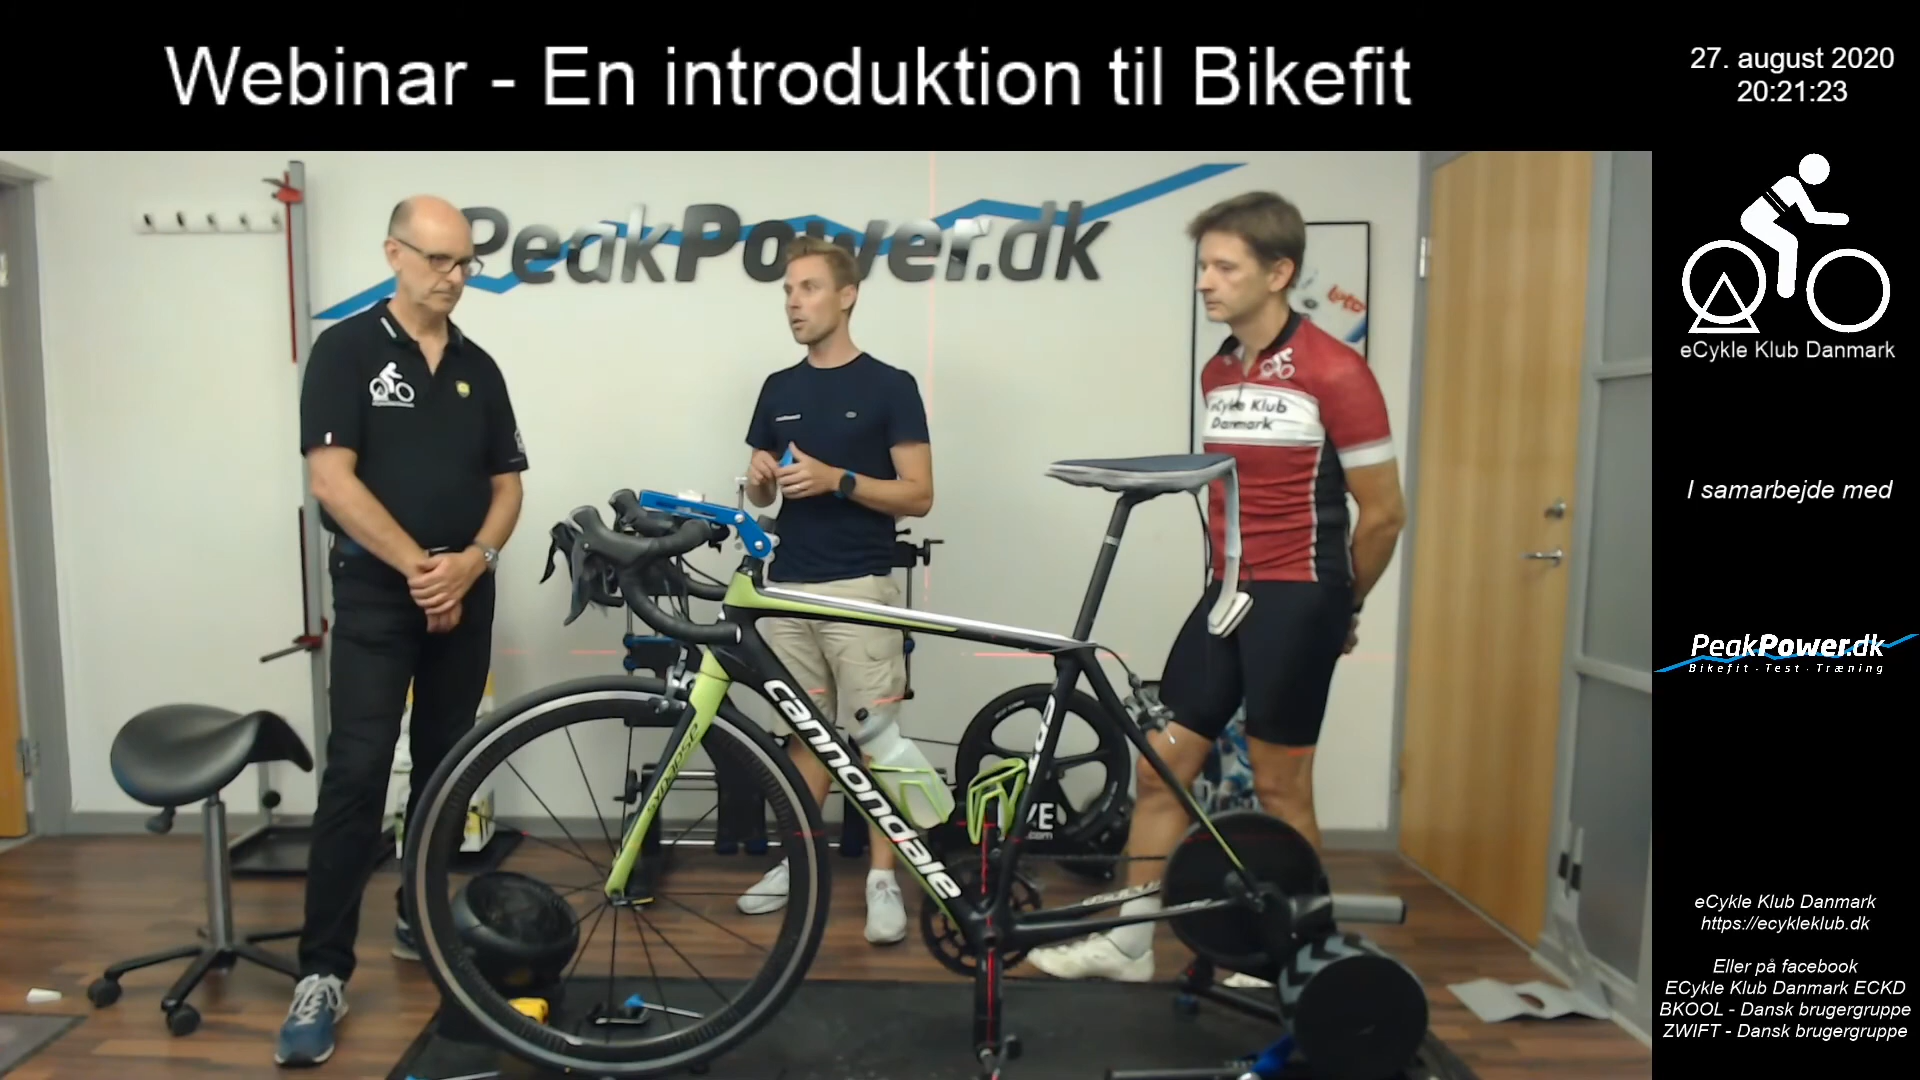 Webinar - En introduktion til Bikefit
27. august 2020
20:21:23
eCykle Klub Danmark
I samarbejde med
PeakPower.dk
Bikefit · Test · Træning
eCykle Klub Danmark
https://ecykleklub.dk
Eller på facebook
ECykle Klub Danmark ECKD
BKOOL - Dansk brugergruppe
ZWIFT - Dansk brugergruppe
PeakPower.dk
eCykle Klub
Danmark
cannondale
synapse